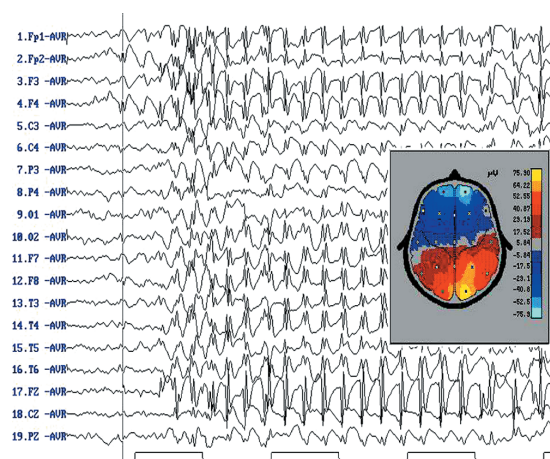 1.Fp1-AVR
2.Fp2-AVR
3.F3 -AVR
4.F4 -AVR
5.C3 -AVR
6.C4 -AVR
7.P3 -AVR
8.P4 -AVR
9.O1 -AVR
10.O2 -AVR
11.F7 -AVR
12.F8 -AVR
13.T3 -AVR
14.T4 -AVR
15.T5 -AVR
16.T6 -AVR
17.FZ -AVR
18.CZ -AVR
19.PZ -AVR
µV
75.90
64.22
52.55
40.87
29.19
17.52
5.84
-5.84
-17.5
-29.1
-40.8
-52.5
-75.9